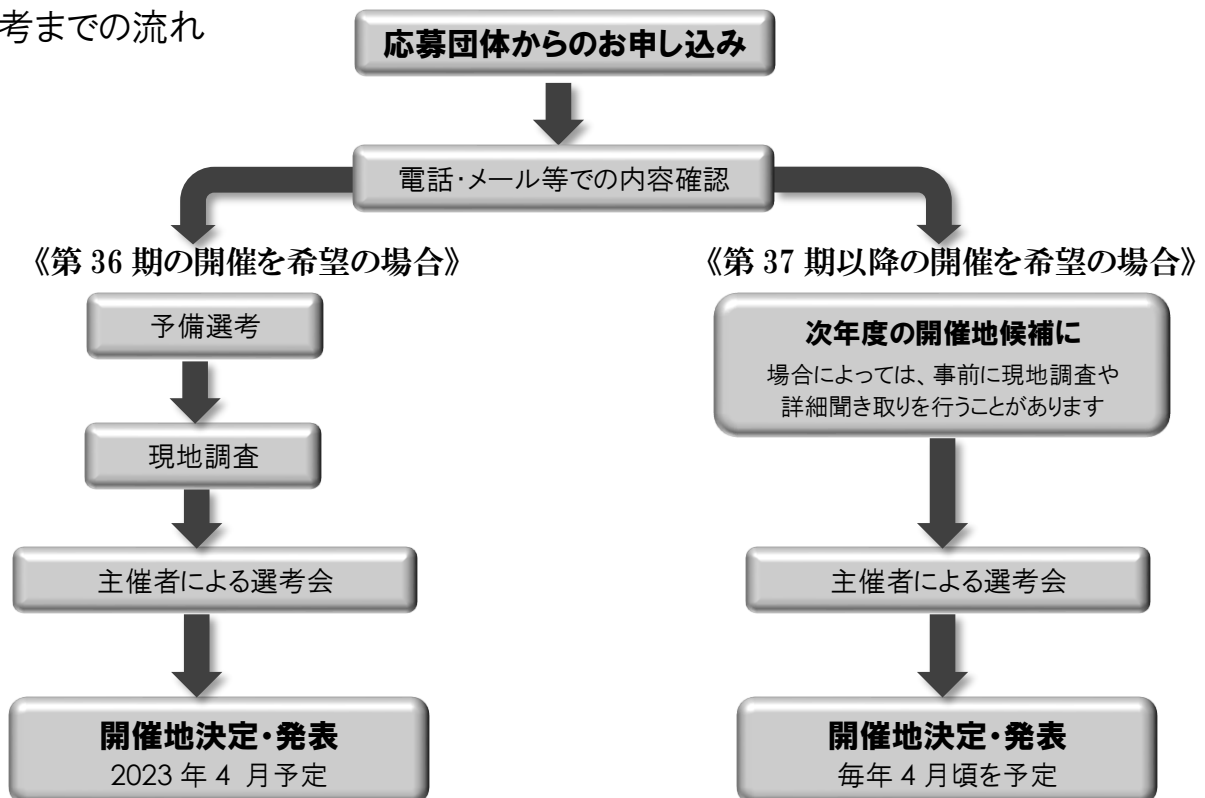 考までの流れ
応募団体からのお申し込み
電話･メール等での内容確認
《第 36 期の開催を希望の場合》
予備選考
現地調査
主催者による選考会
開催地決定･発表
2023 年 4 月予定
《第 37 期以降の開催を希望の場合》
次年度の開催地候補に
場合によっては、事前に現地調査や
詳細聞き取りを行うことがあります
主催者による選考会
開催地決定･発表
毎年 4 月頃を予定